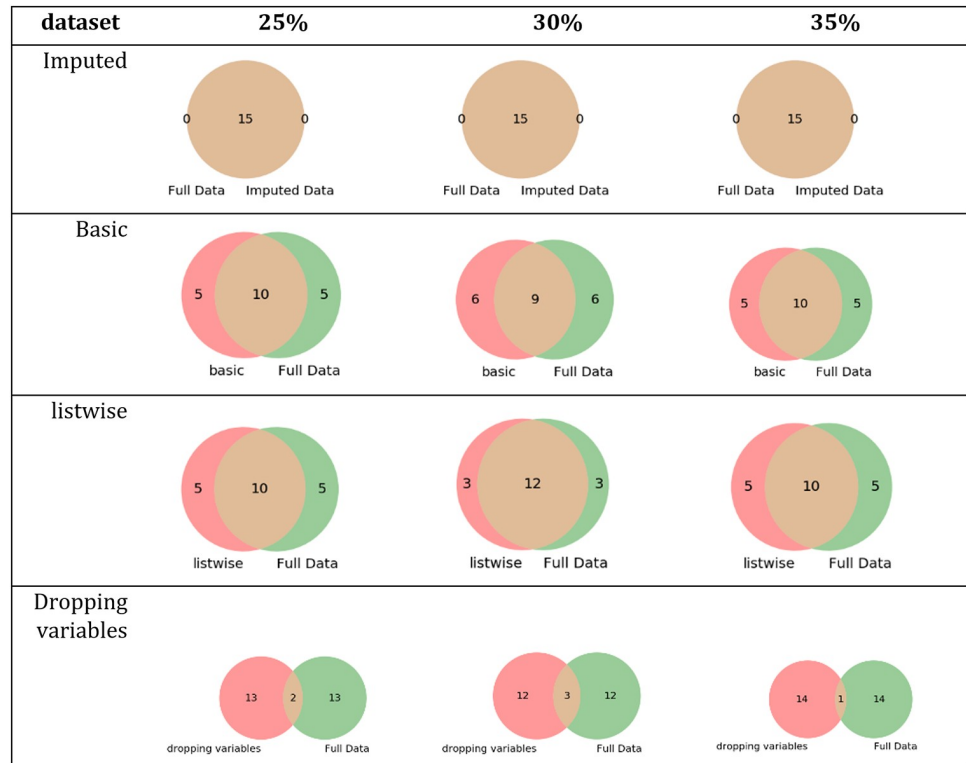 dataset 25% 30% 35%
Imputed
0 15 0 0 15 0 0 15 0
Full Data Imputed Data Full Data Imputed Data Full Data Imputed Data
Basic
5 10 5 6 9 6 5 10 5
basic Full Data basic Full Data basic Full Data
listwise
5 10 5 3 12 3 5 10 5
listwise Full Data listwise Full Data listwise Full Data
Dropping
variables
13 2 13 12 3 12 14 1 14
dropping variables Full Data dropping variables Full Data dropping variables Full Data